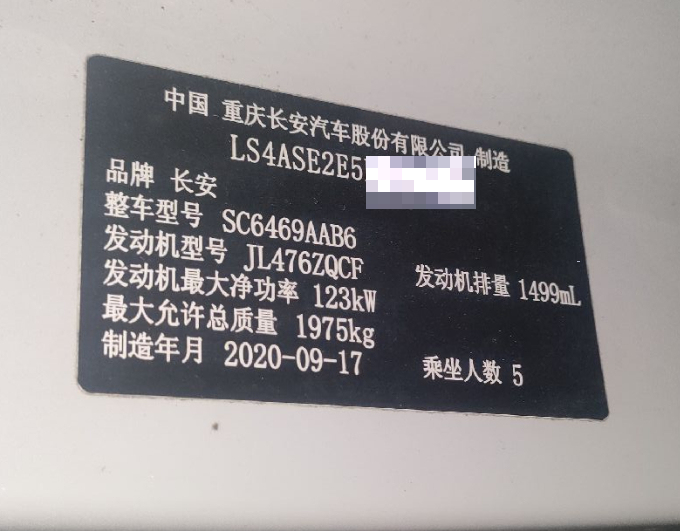 中国 重庆长安汽车股份有限公司 制造
LS4ASE2E5
品牌 长安
整车型号 SC6469AAB6
发动机型号 JL476ZQCF 发动机排量 1499mL
发动机最大净功率 123kW
最大允许总质量 1975kg
制造年月 2020-09-17 乘坐人数 5